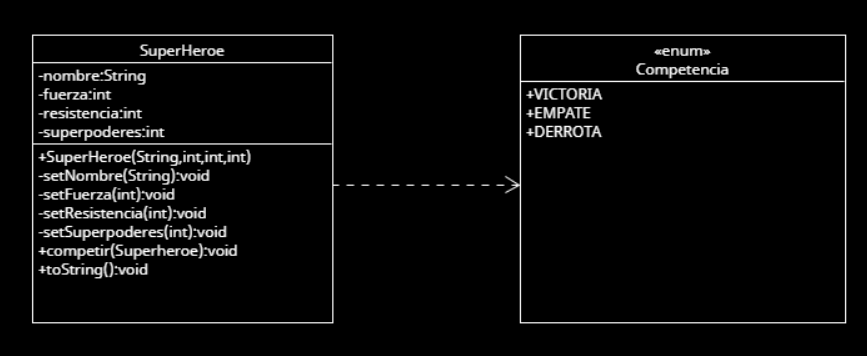 SuperHeroe
-nombre:String
-fuerza:int
-resistencia:int
-superpoderes:int
+SuperHeroe(String,int,int,int)
-setNombre(String):void
-setFuerza(int):void
-setResistencia(int):void
-setSuperpoderes(int):void
+competir(Superheroe):void
+toString():void
«enum»
Competencia
+VICTORIA
+EMPATE
+DERROTA